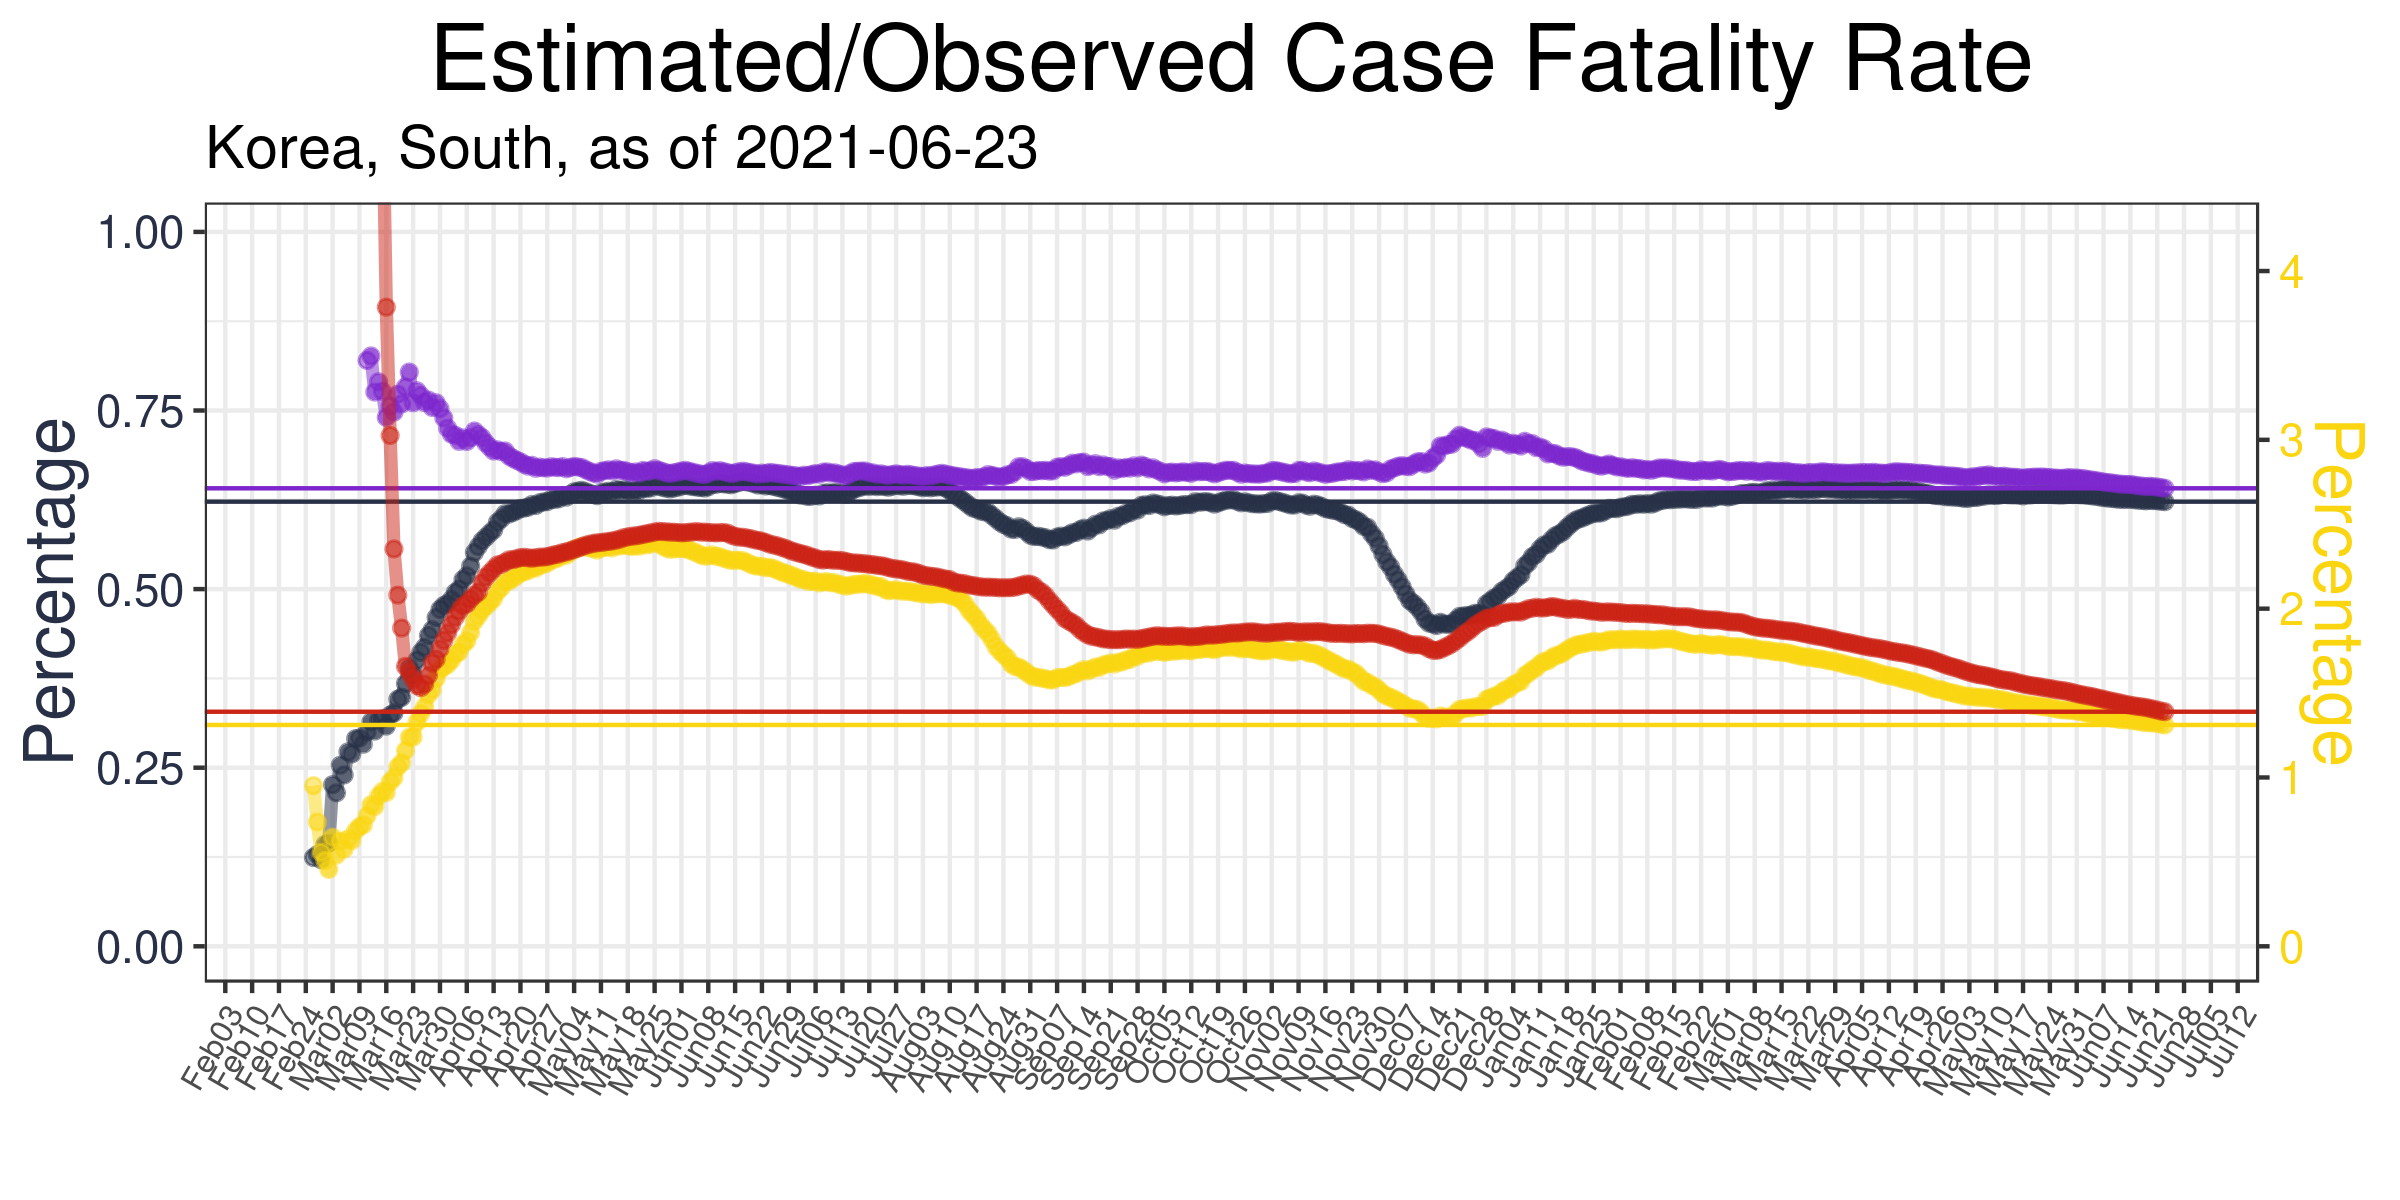 Estimated/Observed Case Fatality Rate
Korea, South, as of 2021-06-23
Percentage
1.00
0.75
0.50
0.25
0.00
4
3
2
1
0
Percentage
Feb03
Feb10
Feb17
Feb24
Mar02
Mar09
Mar16
Mar23
Mar30
Apr06
Apr13
Apr20
Apr27
May04
May11
May18
May25
Jun01
Jun08
Jun15
Jun22
Jun29
Jul06
Jul13
Jul20
Jul27
Aug03
Aug10
Aug17
Aug24
Aug31
Sep07
Sep14
Sep21
Sep28
Oct05
Oct12
Oct19
Oct26
Nov02
Nov09
Nov16
Nov23
Nov30
Dec07
Dec14
Dec21
Dec28
Jan04
Jan11
Jan18
Jan25
Feb01
Feb08
Feb15
Feb22
Mar01
Mar08
Mar15
Mar22
Mar29
Apr05
Apr12
Apr19
Apr26
May03
May10
May17
May24
May31
Jun07
Jun14
Jun21
Jun28
Jul05
Jul12